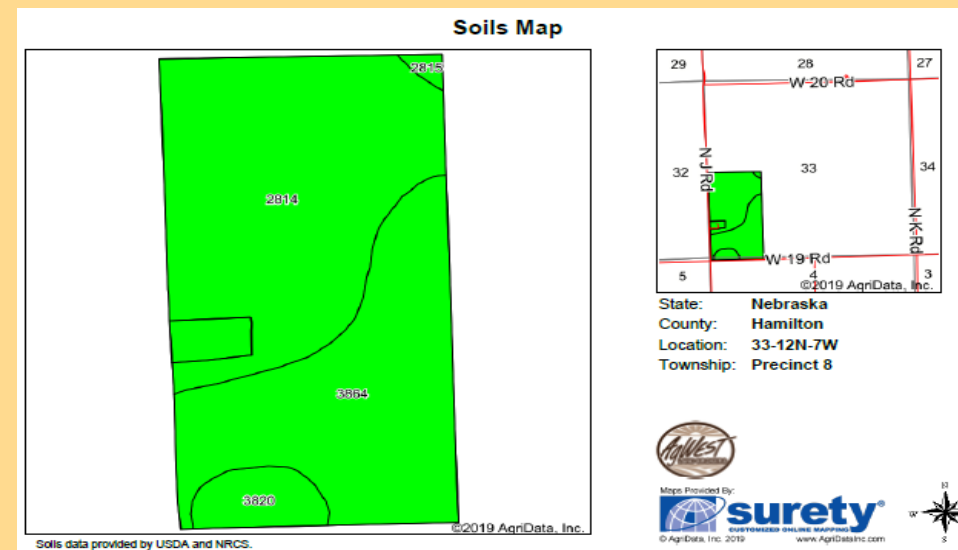 Soils Map
2815
2814
3864
3820
©2019 AgriData, Inc.
Soils data provided by USDA and NRCS.
29
28
27
W 20 Rd
32
N J Rd
33
34
N K Rd
W 19 Rd
5
4
3
©2019 AgriData, Inc.
State: Nebraska
County: Hamilton
Location: 33-12N-7W
Township: Precinct 8
AgWest
Maps Provided By:
surety®
CUSTOMIZED ONLINE MAPPING
© AgriData, Inc. 2019 www.AgriDataInc.com
N
W
E
S